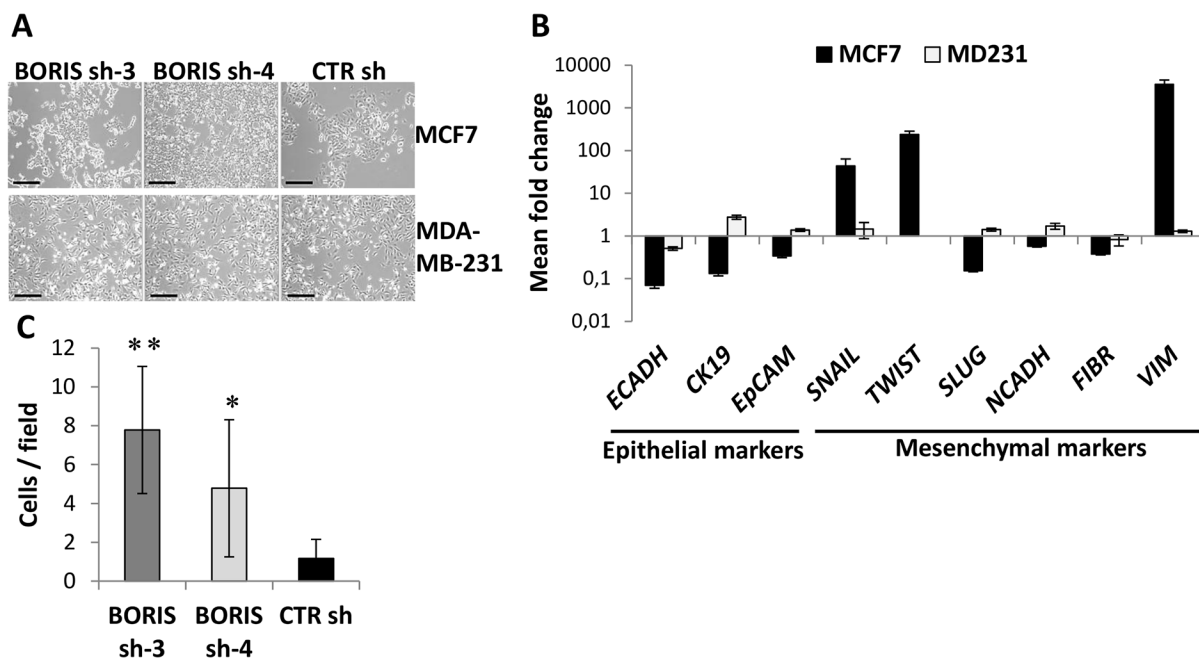 A
BORIS sh-3 BORIS sh-4 CTR sh
MCF7
MDA-
MB-231
B
MCF7 MD231
Mean fold change
10000
1000
100
10
1
0,1
0,01
ECADH CK19 EpCAM SNAIL TWIST SLUG NCADH FIBR VIM
Epithelial markers Mesenchymal markers
C
Cells / field
12
10
8
6
4
2
0
** 
*
BORIS BORIS CTR sh
sh-3 sh-4